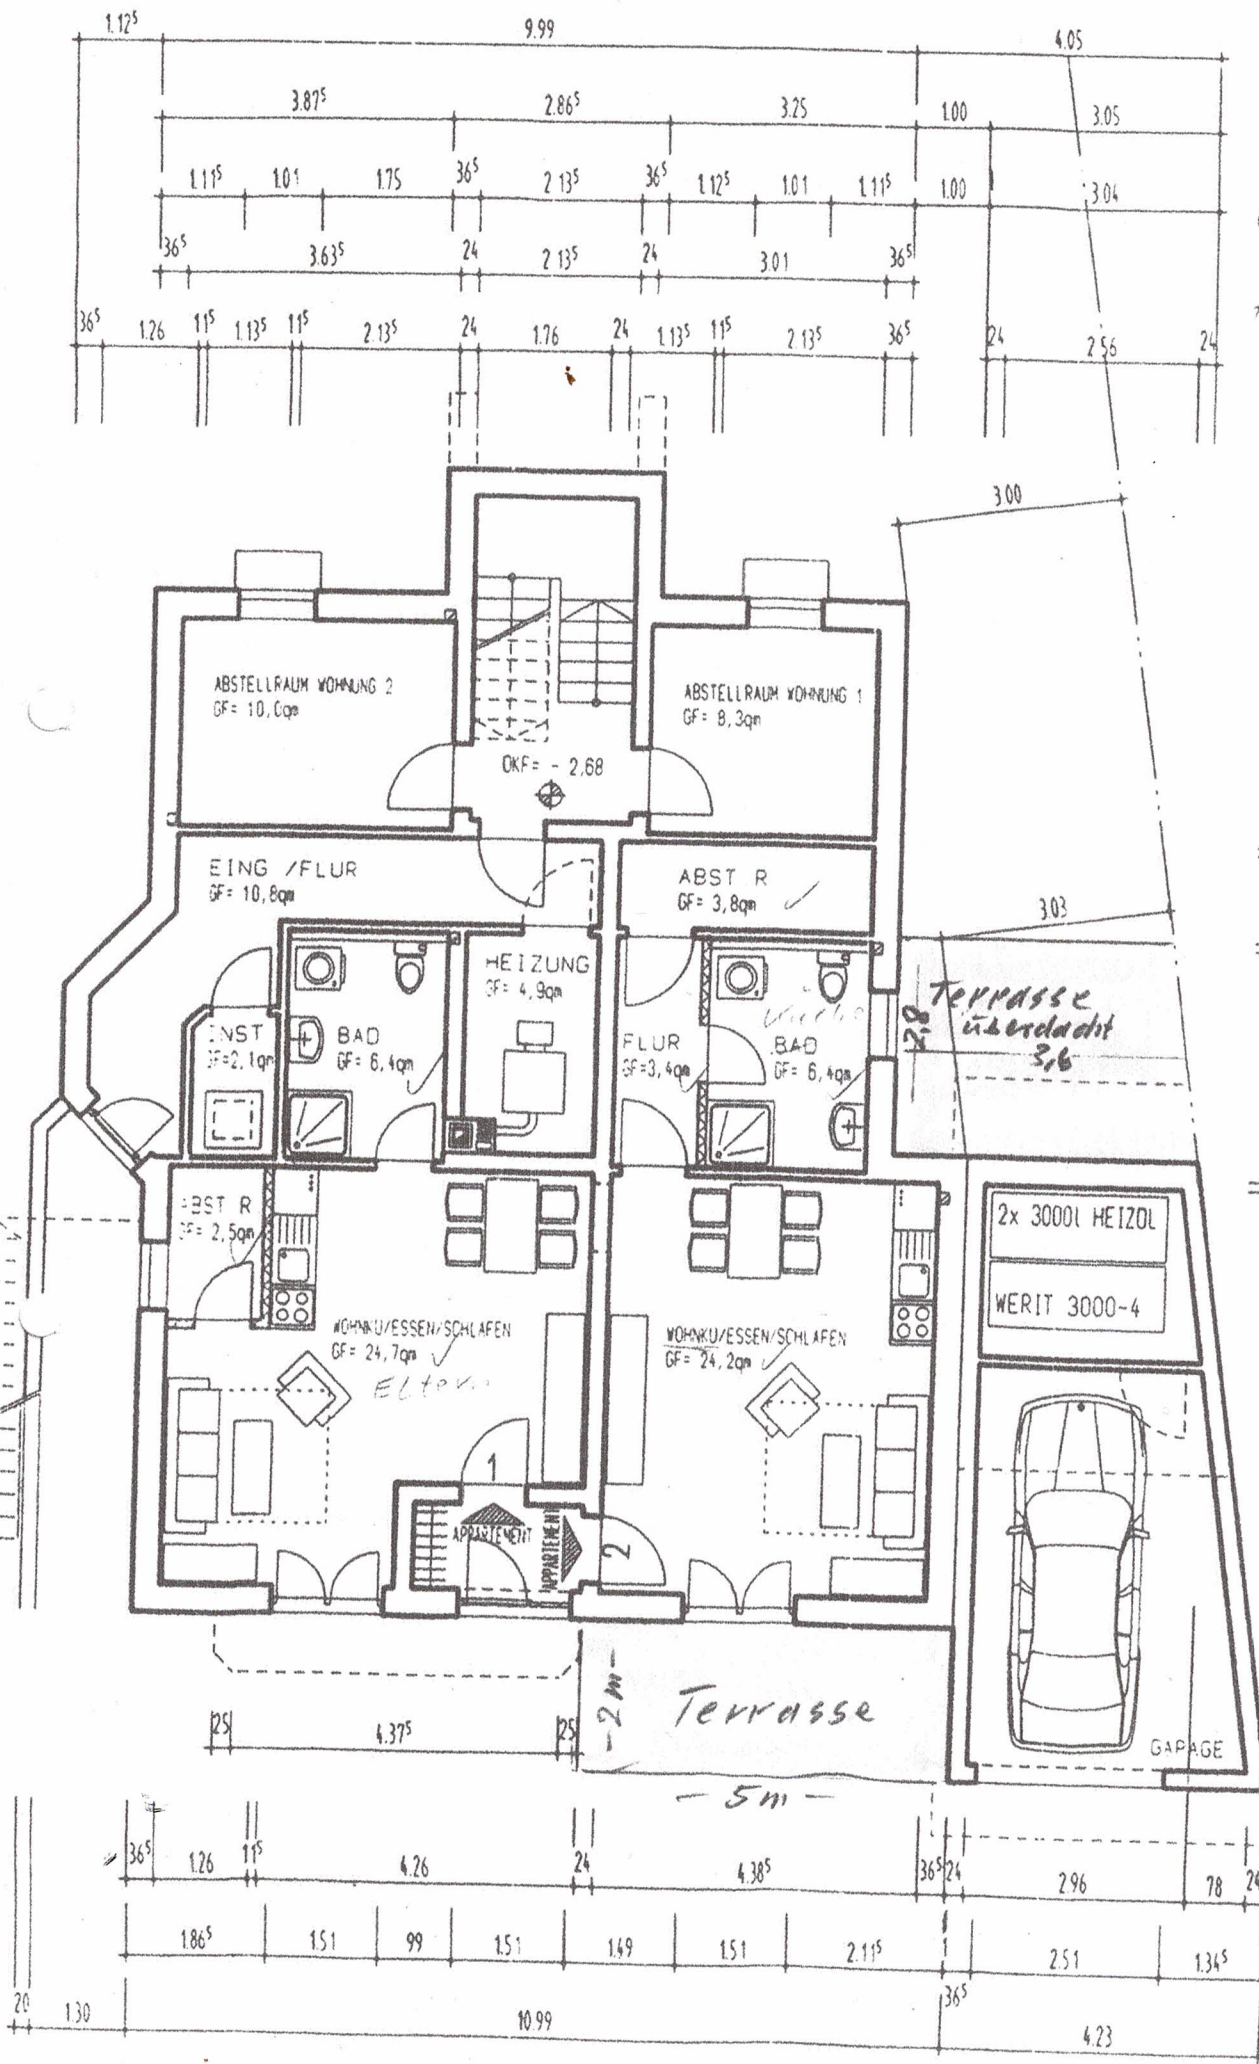 1.12⁵ 9.99 4.05
3.87⁵ 2.86⁵ 3.25 1.00 3.05
1.11⁵ 1.01 1.75 36⁵ 2.13⁵ 36⁵ 1.12⁵ 1.01 1.11⁵ 1.00 3.04
36⁵ 3.63⁵ 24 2.13⁵ 24 3.01 36⁵
36⁵ 1.26 11⁵ 1.13⁵ 11⁵ 2.13⁵ 24 1.76 24 1.13⁵ 11⁵ 2.13⁵ 36⁵ 24 2.56 24
3.00
ABSTELLRAUM WOHNUNG 2
GF= 10,0qm
ABSTELLRAUM WOHNUNG 1
GF= 8,3qm
OKF= - 2,68
EING /FLUR
GF= 10,8qm
ABST R
GF= 3,8qm
3.03
HEIZUNG
GF= 4,9qm
Terrasse
überdacht
3,6
2,8
INST
GF=2,1qm
BAD
GF= 6,4qm
FLUR
GF=3,4qm
BAD
GF= 6,4qm
ABST R
GF= 2,5qm
2x 3000l HEIZÖL
WERIT 3000-4
WOHNKÜ/ESSEN/SCHLAFEN
GF= 24,7qm
Eltern
WOHNKÜ/ESSEN/SCHLAFEN
GF= 24,2qm
1
APPARTEMENT
APPARTEMENT
2
-2m-
Terrasse
GARAGE
25 4.37⁵ 25
- 5m -
36⁵ 1.26 11⁵ 4.26 24 4.38⁵ 36⁵ 24 2.96 78 24
1.86⁵ 1.51 99 1.51 1.49 1.51 2.11⁵ 2.51 1.34⁵
36⁵
20 1.30 10.99 4.23